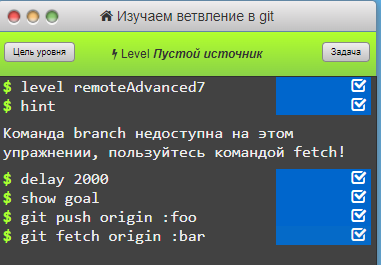 Изучаем ветвление в git
Цель уровня
Level Пустой источник
Задача
$ level remoteAdvanced7
$ hint
Команда branch недоступна на этом
упражнении, пользуйтесь командой fetch!
$ delay 2000
$ show goal
$ git push origin :foo
$ git fetch origin :bar